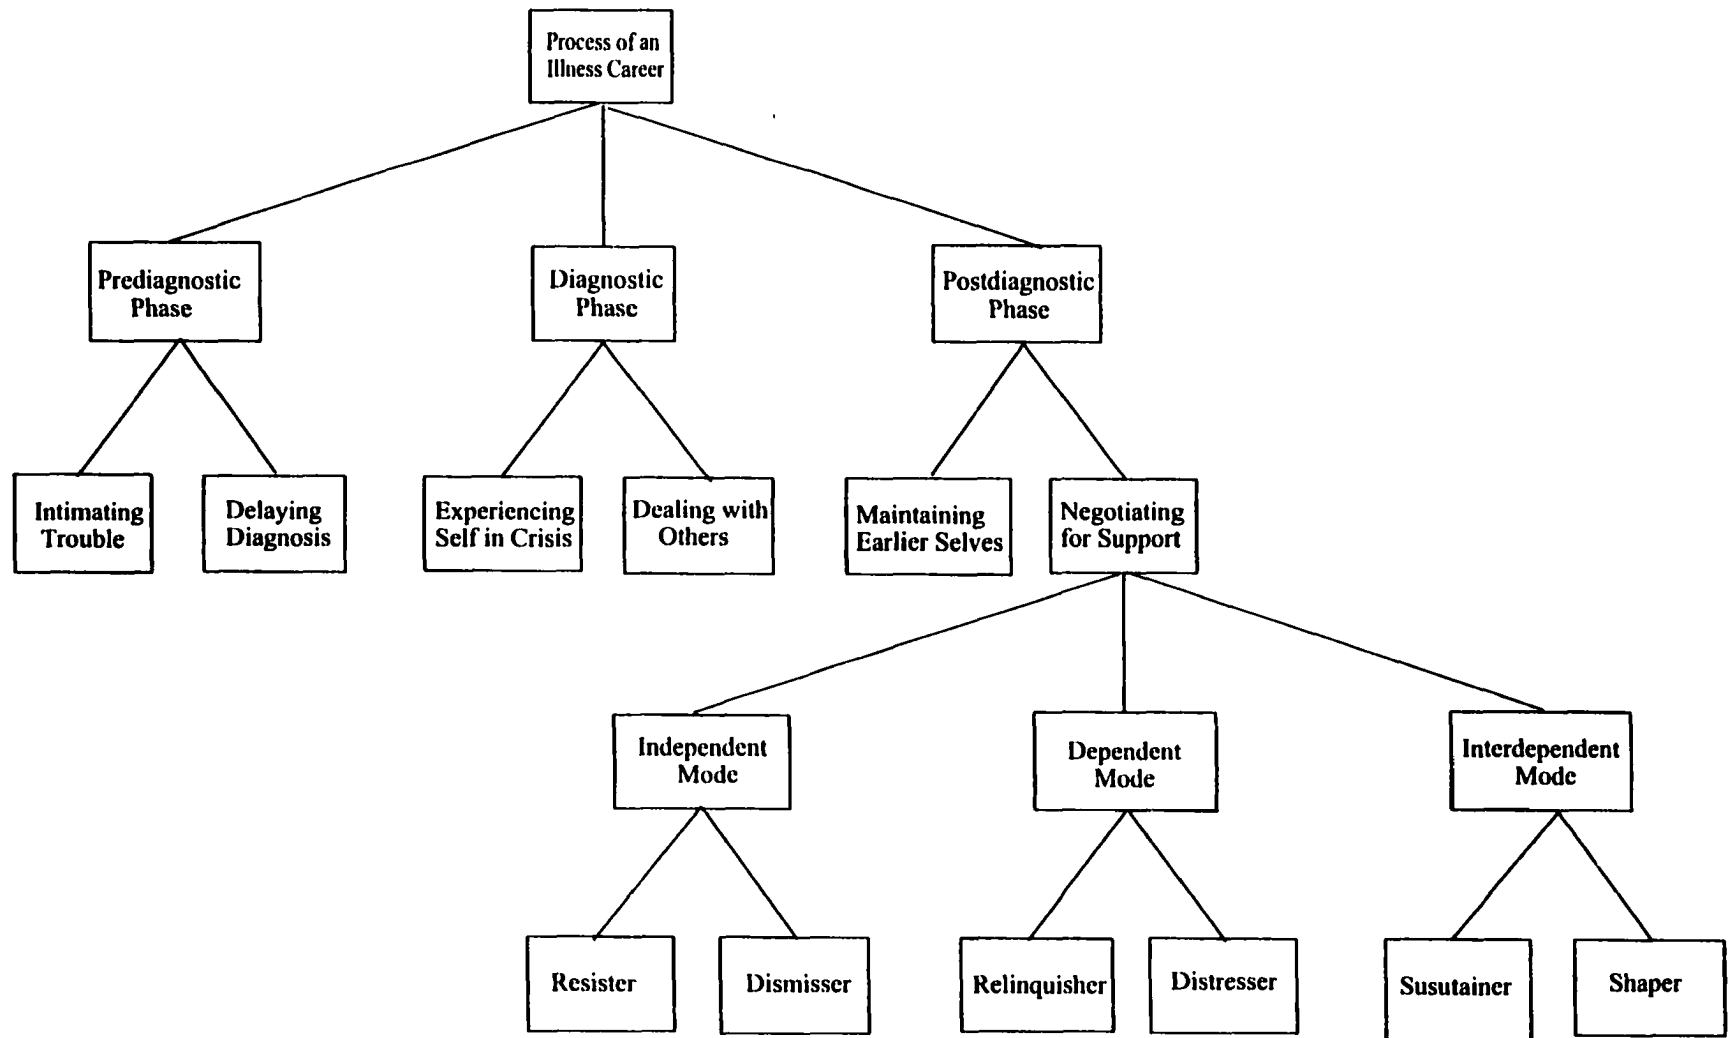 Process of an
Illness Career
Prediagnostic
Phase
Diagnostic
Phase
Postdiagnostic
Phase
Intimating
Trouble
Delaying
Diagnosis
Experiencing
Self in Crisis
Dealing with
Others
Maintaining
Earlier Selves
Negotiating
for Support
Independent
Mode
Dependent
Mode
Interdependent
Mode
Resister
Dismisser
Relinquisher
Distresser
Susutainer
Shaper